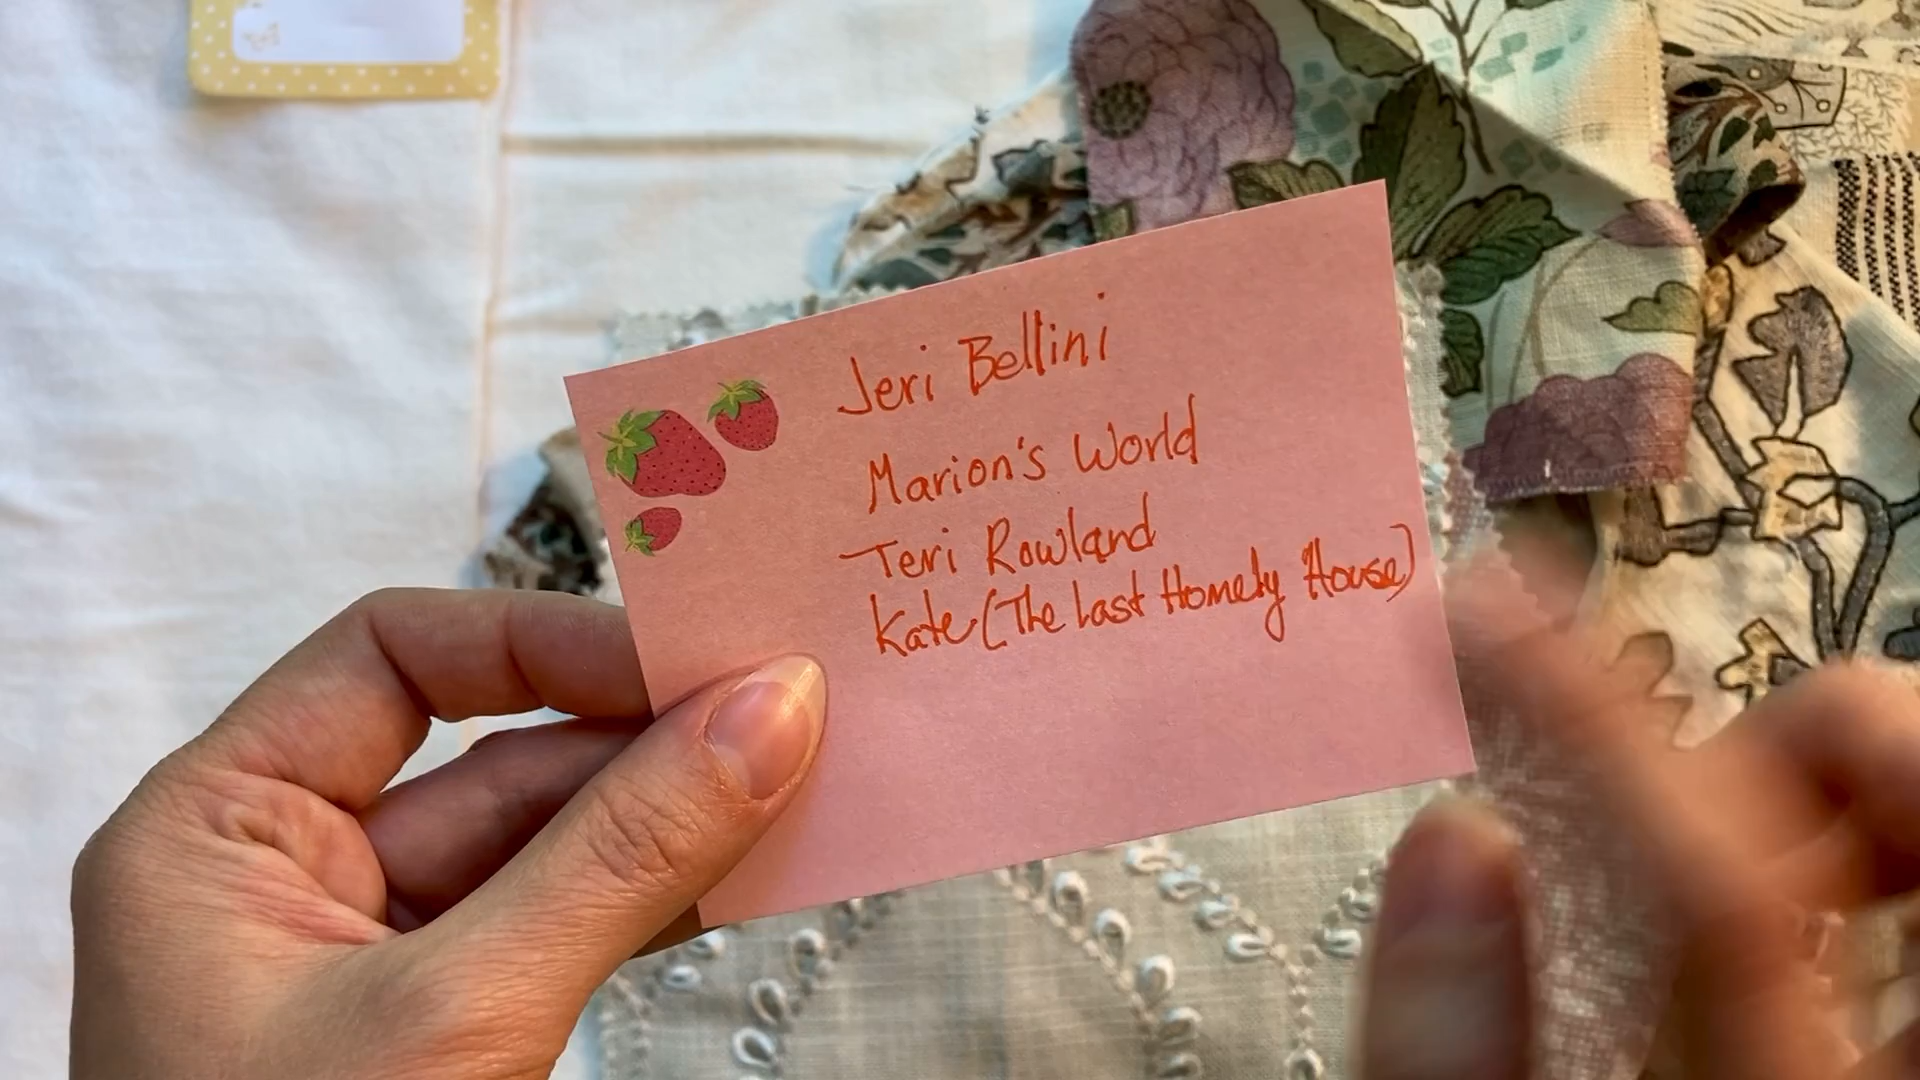 Jeri Bellini
Marion's World
Teri Rowland
Kate (The Last Homely House)